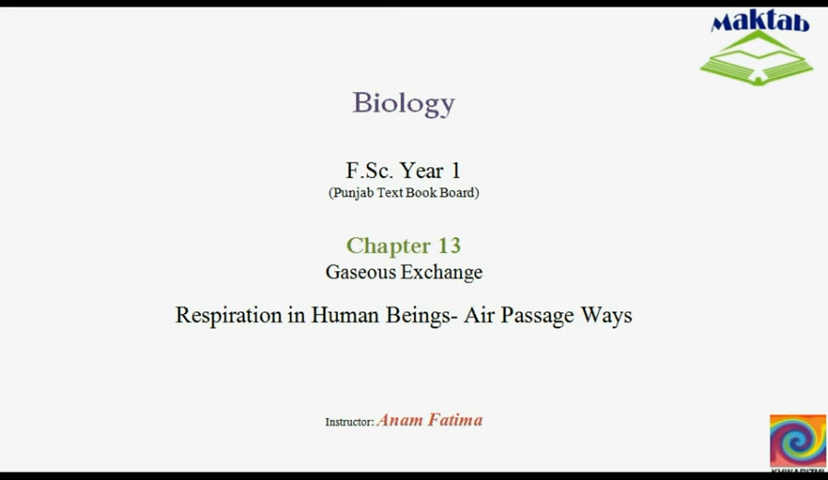 Maktab
Biology
F.Sc. Year 1
(Punjab Text Book Board)
Chapter 13
Gaseous Exchange
Respiration in Human Beings- Air Passage Ways
Instructor: Anam Fatima